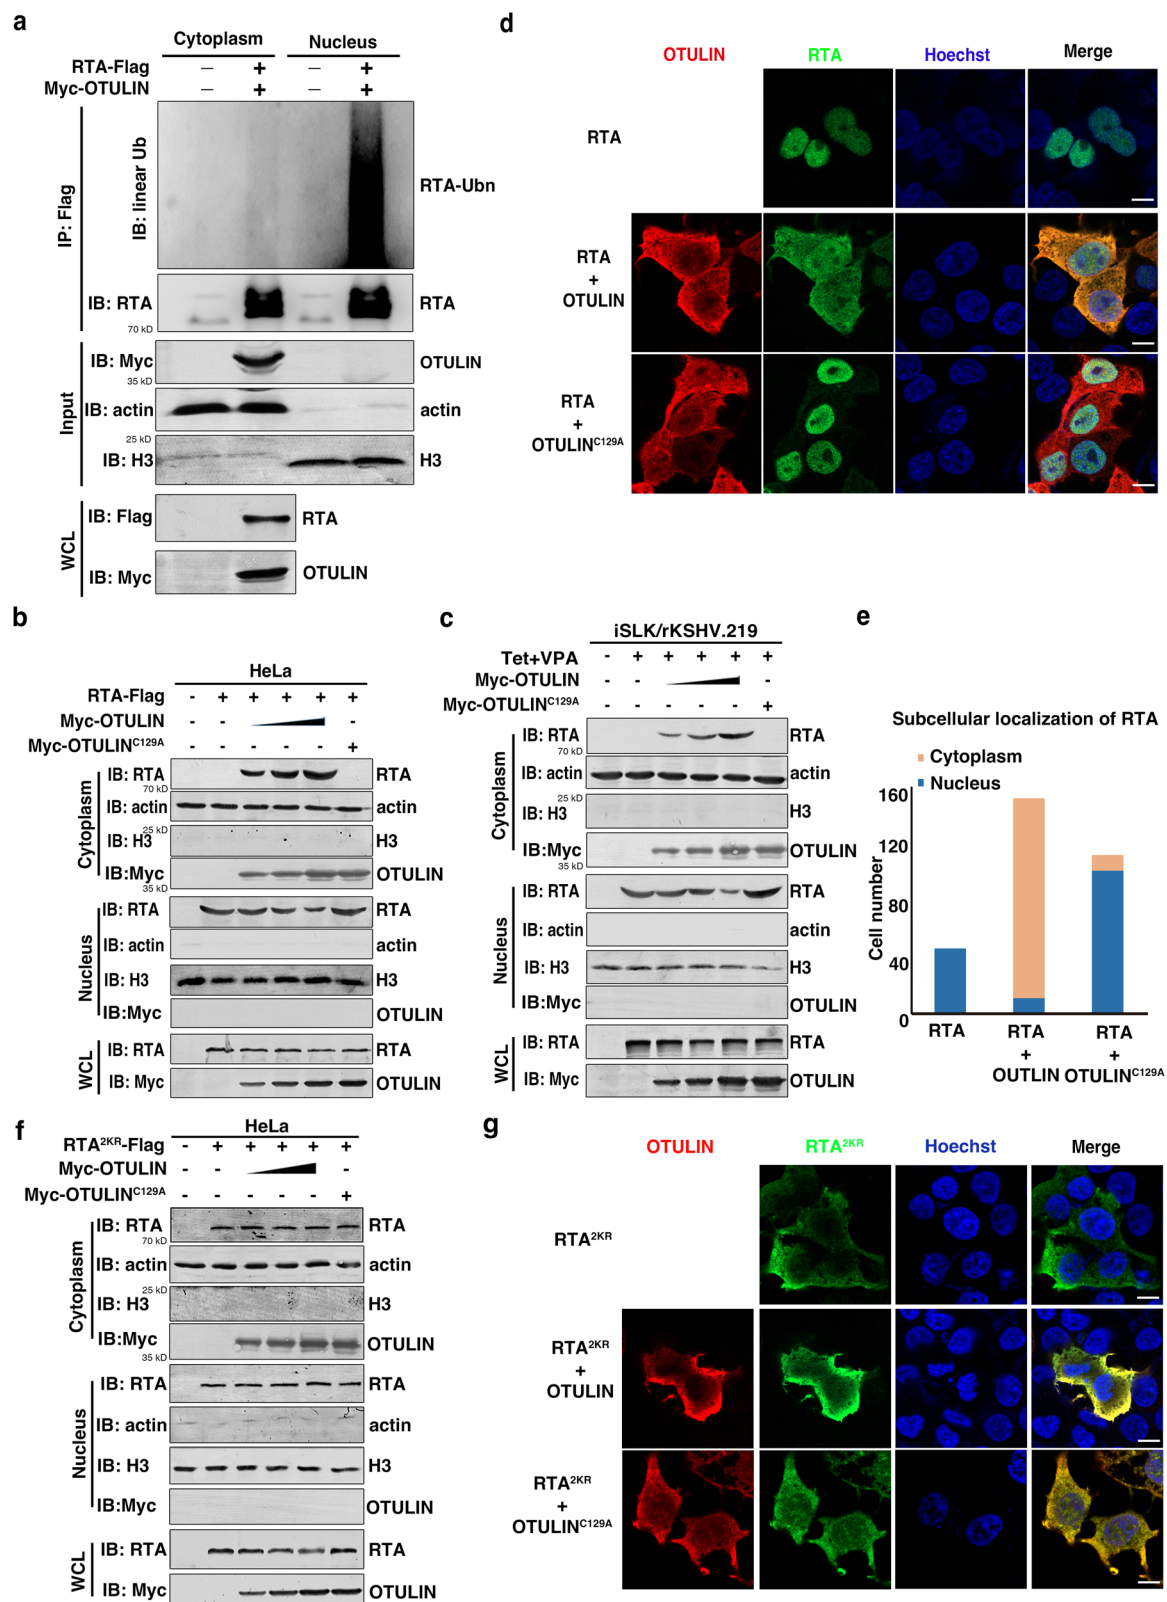 a
Cytoplasm Nucleus
RTA-Flag – + – +
Myc-OTULIN – + – +
IP: Flag
IB: linear Ub
RTA-Ubn
IB: RTA
RTA
70 kD
Input
IB: Myc
OTULIN
35 kD
IB: actin
actin
25 kD
IB: H3
H3
WCL
IB: Flag
RTA
IB: Myc
OTULIN
d
OTULIN RTA Hoechst Merge
RTA
RTA
+
OTULIN
RTA
+
OTULINC129A
b
HeLa
RTA-Flag - + + + + +
Myc-OTULIN - - -
Myc-OTULINC129A - - - - - +
Cytoplasm
IB: RTA RTA
70 kD
IB: actin actin
25 kD
IB: H3 H3
IB:Myc OTULIN
35 kD
Nucleus
IB: RTA RTA
IB: actin actin
IB: H3 H3
IB:Myc OTULIN
WCL
IB: RTA RTA
IB: Myc OTULIN
c
iSLK/rKSHV.219
Tet+VPA - + + + + +
Myc-OTULIN - - -
Myc-OTULINC129A - - - - - +
Cytoplasm
IB: RTA RTA
70 kD
IB: actin actin
25 kD
IB: H3 H3
IB:Myc OTULIN
35 kD
Nucleus
IB: RTA RTA
IB: actin actin
IB: H3 H3
IB:Myc OTULIN
WCL
IB: RTA RTA
IB: Myc OTULIN
e
Subcellular localization of RTA
Cytoplasm
Nucleus
Cell number
160
120
80
40
0
RTA
RTA
+
OUTLIN
RTA
+
OTULINC129A
f
HeLa
RTA2KR-Flag - + + + + +
Myc-OTULIN - - -
Myc-OTULINC129A - - - - - +
Cytoplasm
IB: RTA RTA
70 kD
IB: actin actin
25 kD
IB: H3 H3
IB:Myc OTULIN
35 kD
Nucleus
IB: RTA RTA
IB: actin actin
IB: H3 H3
IB:Myc OTULIN
WCL
IB: RTA RTA
IB: Myc OTULIN
g
OTULIN RTA2KR Hoechst Merge
RTA2KR
RTA2KR
+
OTULIN
RTA2KR
+
OTULINC129A